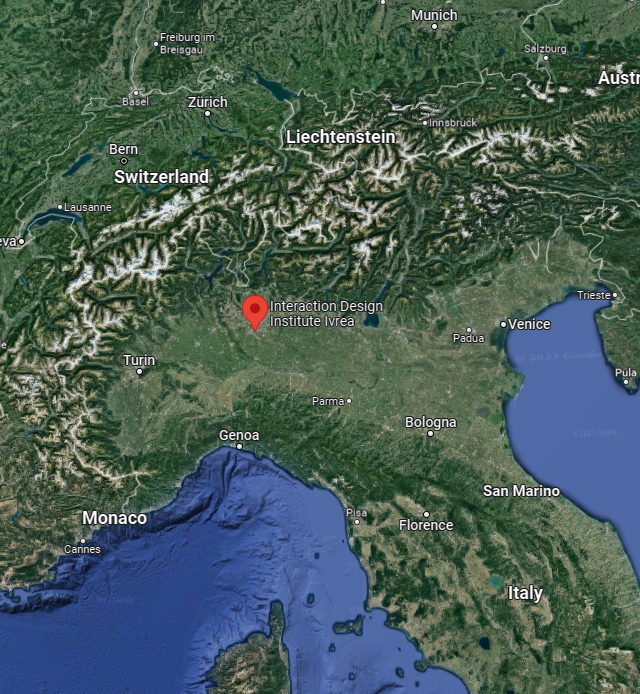 Munich
Freiburg im
Breisgau
Salzburg
Austr
Basel
Zürich
Innsbruck
Liechtenstein
Bern
Switzerland
Lausanne
eva
Interaction Design
Institute Ivrea
Trieste
Venice
Padua
Turin
Pula
Parma
Bologna
Genoa
San Marino
Pisa
Monaco
Florence
Cannes
Italy